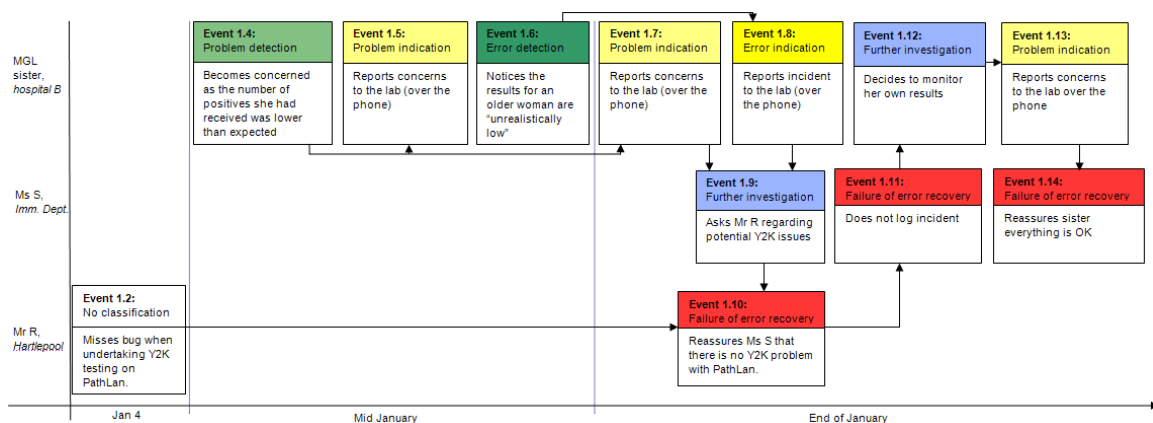 MGL
sister,
hospital B
Event 1.4:
Problem detection
Becomes concerned
as the number of
positives she had
received was lower
than expected
Event 1.5:
Problem indication
Reports concerns
to the lab (over the
phone)
Event 1.6:
Error detection
Notices the
results for an
older woman are
“unrealistically
low”
Event 1.7:
Problem indication
Reports concerns
to the lab (over the
phone)
Event 1.8:
Error indication
Reports incident
to the lab (over the
phone)
Event 1.12:
Further investigation
Decides to monitor
her own results
Event 1.13:
Problem indication
Reports concerns
to the lab over the
phone
Ms S,
Imm. Dept.
Event 1.9:
Further investigation
Asks Mr R regarding
potential Y2K issues
Event 1.11:
Failure of error recovery
Does not log incident
Event 1.14:
Failure of error recovery
Reassures sister
everything is OK
Mr R,
Hartlepool
Event 1.2:
No classification
Misses bug when
undertaking Y2K
testing on
PathLan.
Event 1.10:
Failure of error recovery
Reassures Ms S that
there is no Y2K problem
with PathLan.
Jan 4
Mid January
End of January